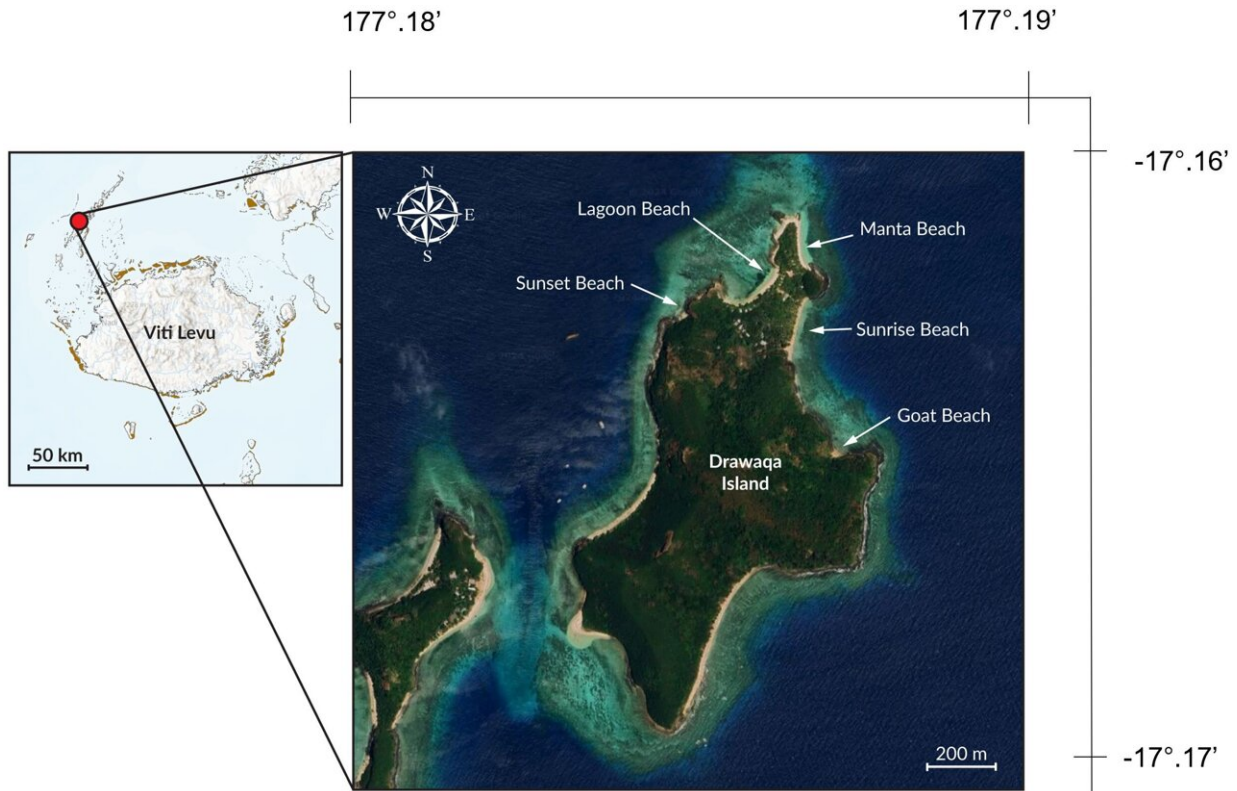 177°.18’
177°.19’
-17°.16’
N
W
E
S
Lagoon Beach
Manta Beach
Sunset Beach
Sunrise Beach
Viti Levu
Goat Beach
Drawaqa
Island
50 km
200 m
-17°.17’